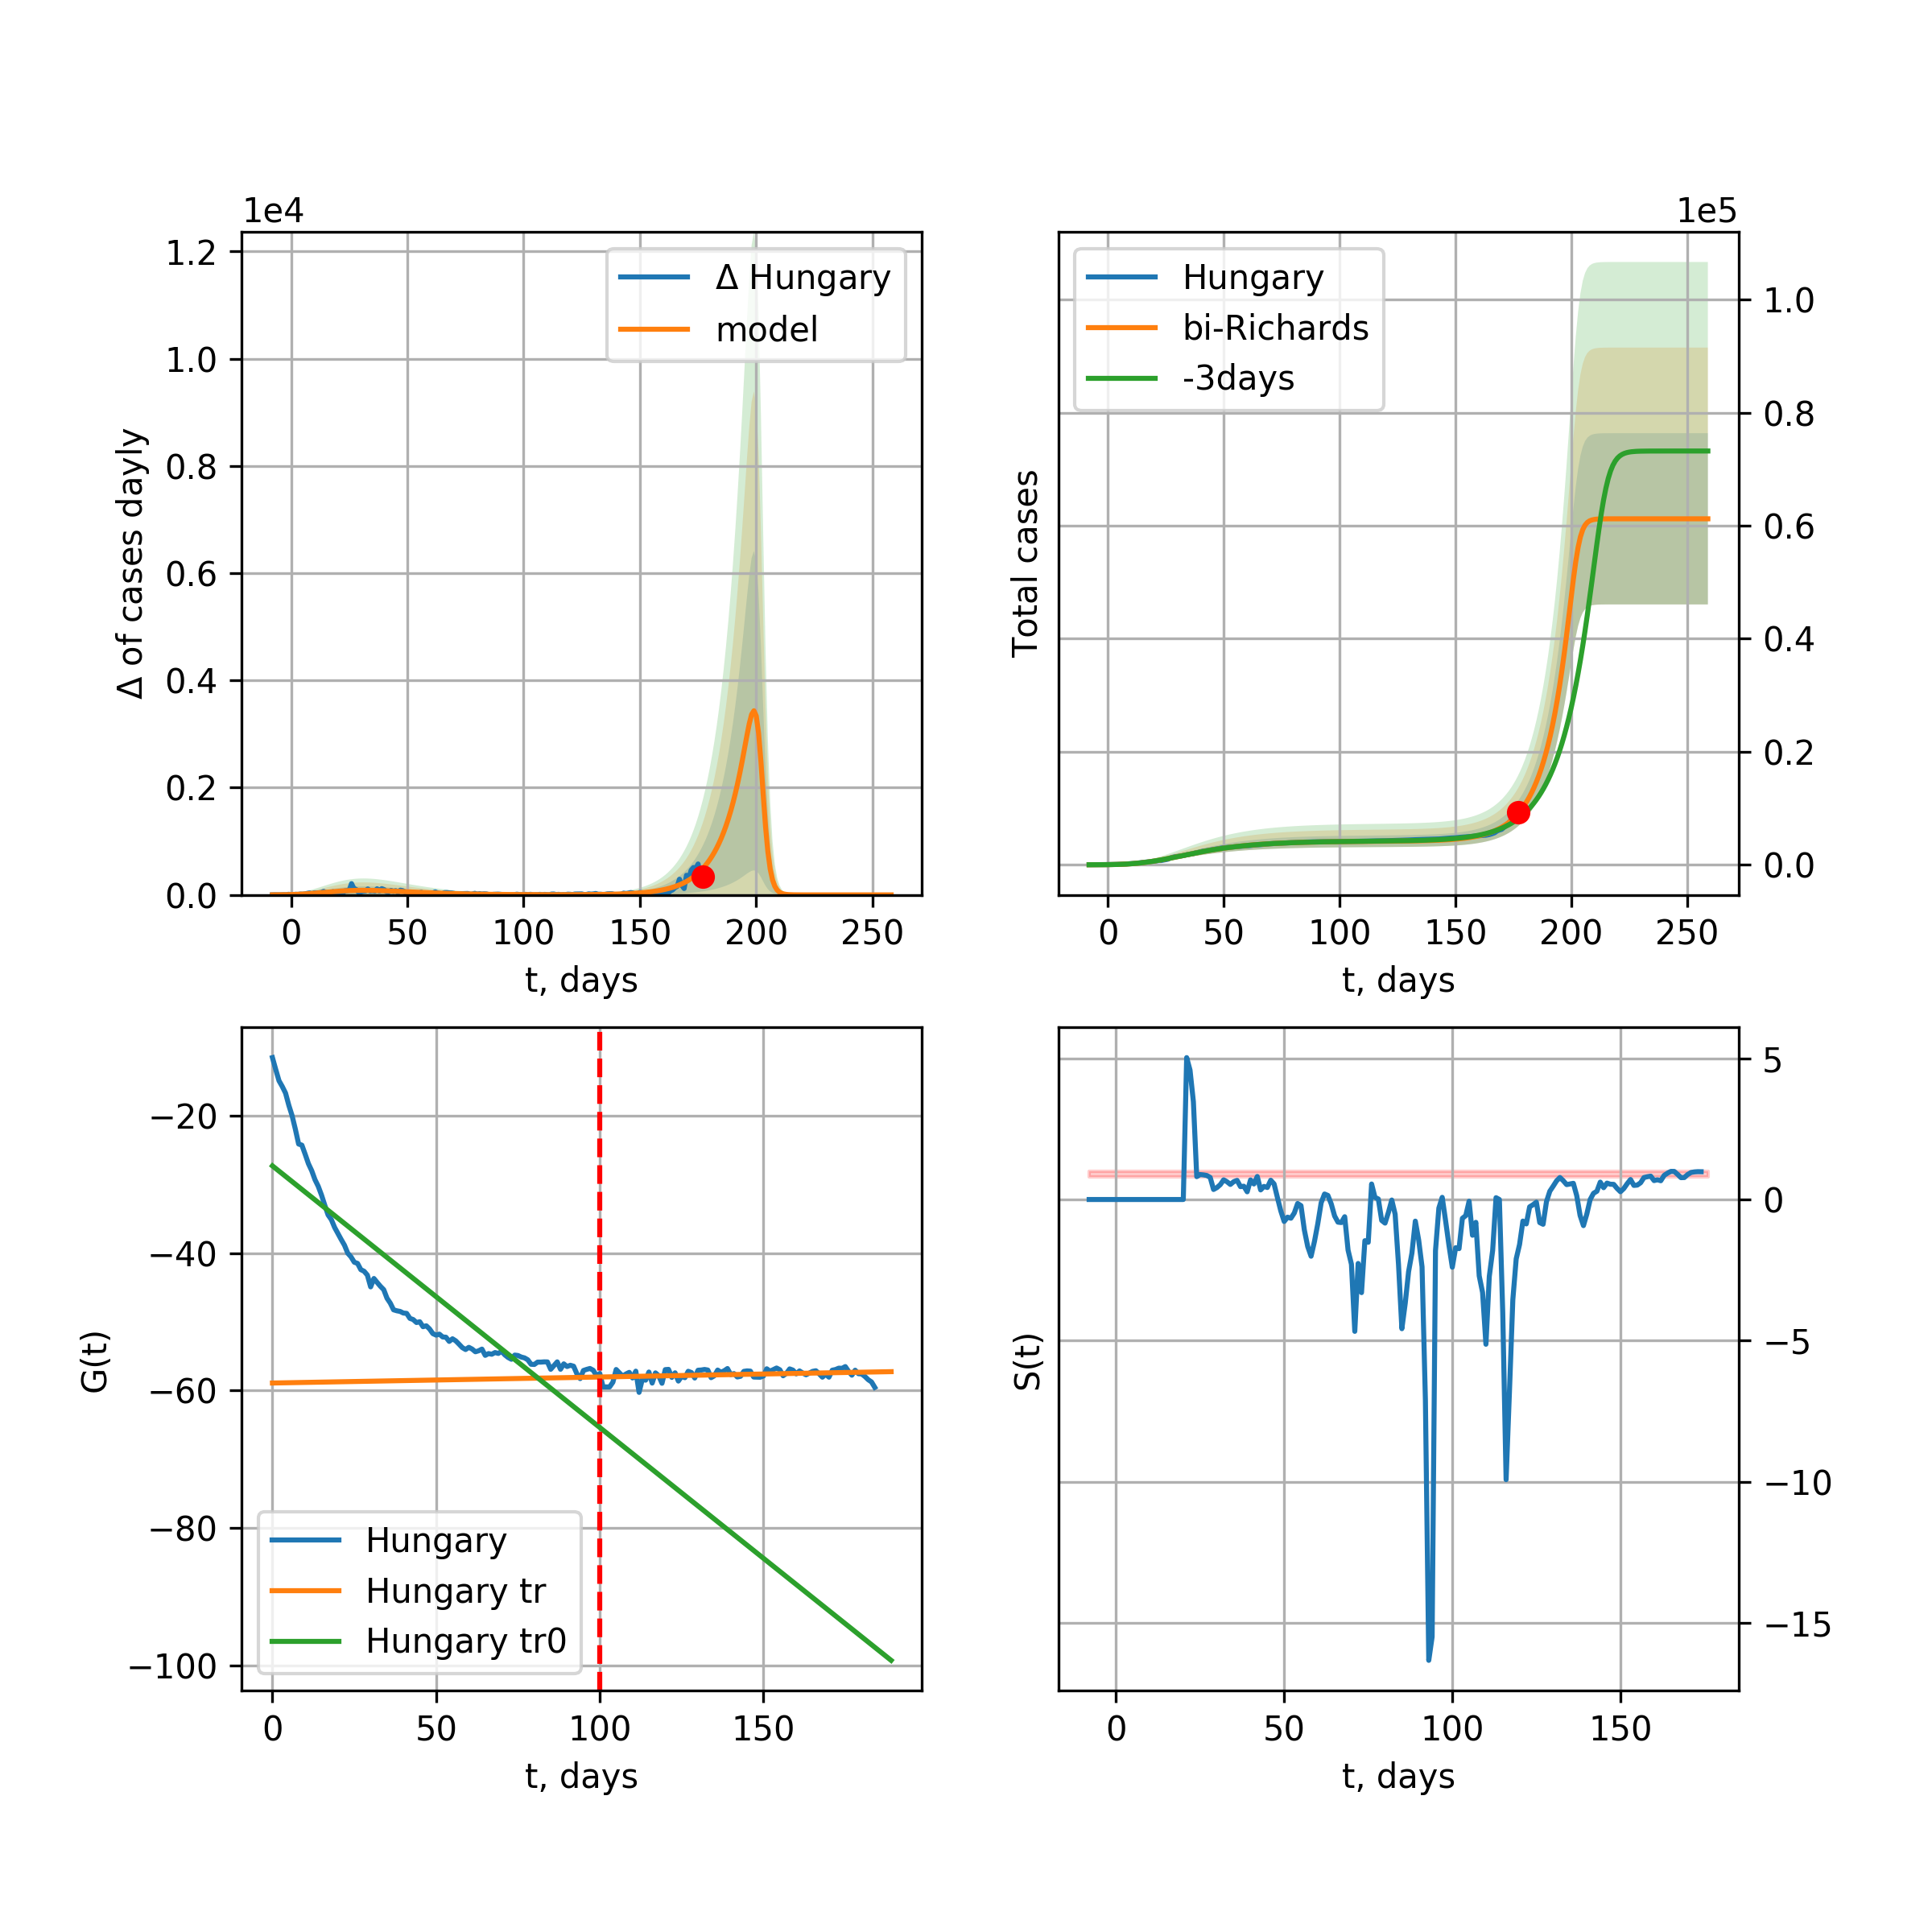 1e4
1.2
1.0
0.8
0.6
0.4
0.2
0.0
Δ of cases dayly
Δ Hungary
model
0 50 100 150 200 250
t, days
1e5
Hungary
bi-Richards
-3days
Total cases
1.0
0.8
0.6
0.4
0.2
0.0
0 50 100 150 200 250
t, days
G(t)
−20
−40
−60
−80
−100
Hungary
Hungary tr
Hungary tr0
0 50 100 150
t, days
S(t)
5
0
−5
−10
−15
0 50 100 150
t, days